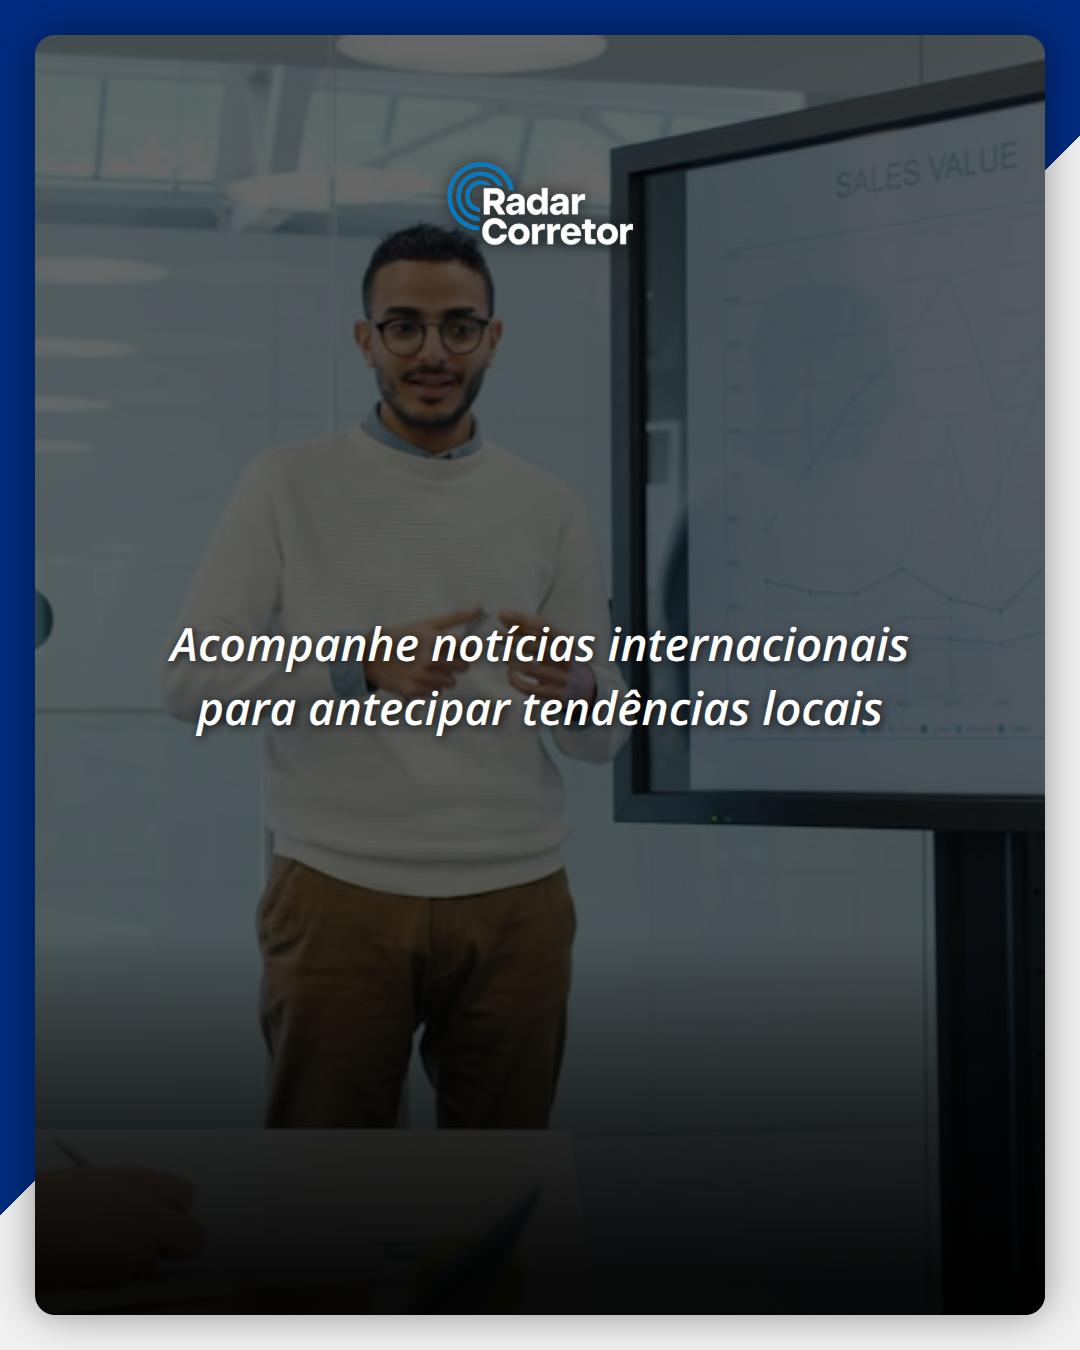 Radar
Corretor
SALES VALUE
Acompanhe notícias internacionais
para antecipar tendências locais